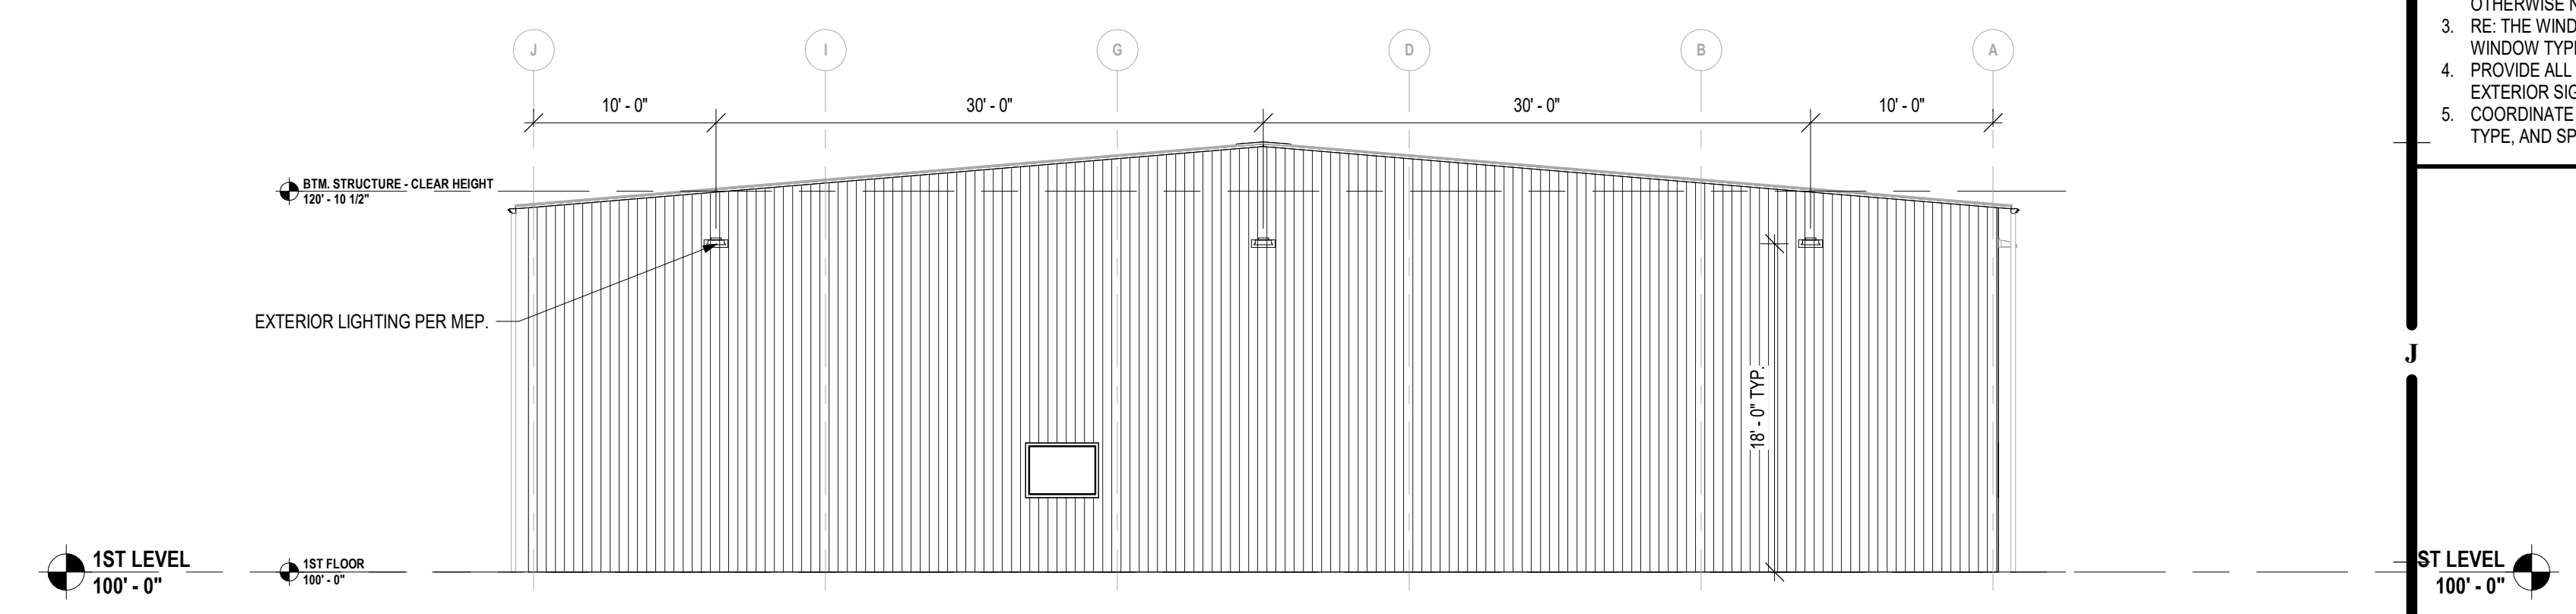 OTHERWISE N
3. RE: THE WIND
WINDOW TYP
4. PROVIDE ALL
EXTERIOR SIG
5. COORDINATE
TYPE, AND SP
J
I
G
D
B
A
10' - 0"
30' - 0"
30' - 0"
10' - 0"
BTM. STRUCTURE - CLEAR HEIGHT
120' - 10 1/2"
EXTERIOR LIGHTING PER MEP.
18' - 0" TYP.
J
1ST LEVEL
100' - 0"
1ST FLOOR
100' - 0"
ST LEVEL
100' - 0"